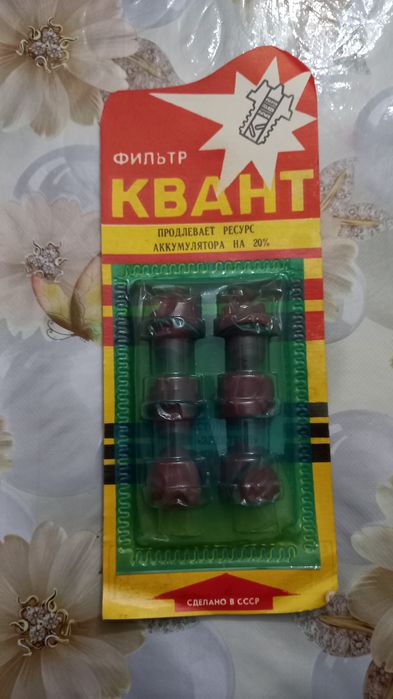 ФИЛЬТР
КВАНТ
ПРОДЛЕВАЕТ РЕСУРС
АККУМУЛЯТОРА НА 20%
СДЕЛАНО В СССР